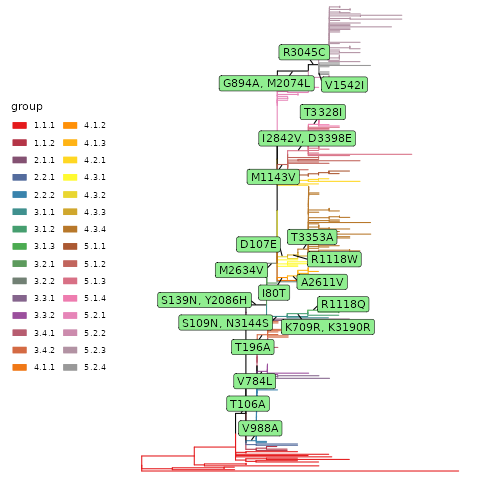 R3045C
G894A, M2074L
V1542I
group
T3328I
1.1.1 4.1.2
I2842V, D3398E
1.1.2 4.1.3
2.1.1 4.2.1
M1143V
2.2.1 4.3.1
2.2.2 4.3.2
3.1.1 4.3.3
3.1.2 4.3.4
T3353A
D107E
3.1.3 5.1.1
R1118W
3.2.1 5.1.2
M2634V
3.2.2 5.1.3
A2611V
I80T
3.3.1 5.1.4
S139N, Y2086H
R1118Q
3.3.2 5.2.1
S109N, N3144S
K709R, K3190R
3.4.1 5.2.2
T196A
3.4.2 5.2.3
4.1.1 5.2.4
V784L
T106A
V988A